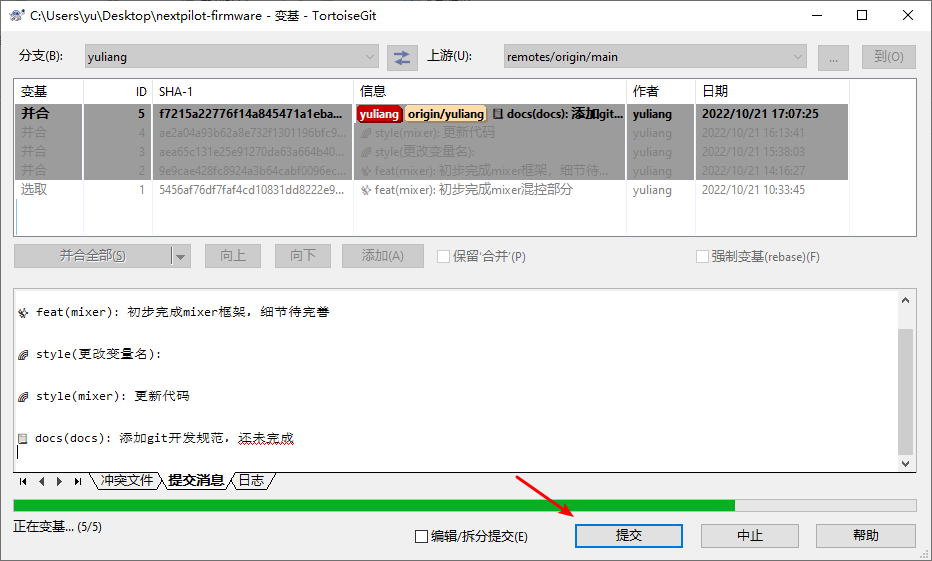 C:\Users\yu\Desktop\nextpilot-firmware - 变基 - TortoiseGit
分支(B): yuliang 上游(U): remotes/origin/main ... 到(O)
变基 ID SHA-1 信息 作者 日期
并合 5 f7215a22776f14a845471a1eba... yuliang origin/yuliang docs(docs): 添加git... yuliang 2022/10/21 17:07:25
并合 4 ae2a04a93b62a8e732f1301196bfc9... style(mixer): 更新代码 yuliang 2022/10/21 16:13:41
并合 3 aea65c131e25e91270da63a664b40... style(更改变量名): yuliang 2022/10/21 15:38:03
并合 2 9e9cae428fc8924a3b64cabf0096ec... feat(mixer): 初步完成mixer框架，细节待... yuliang 2022/10/21 14:16:27
选取 1 5456af76df7faf4cd10831dd8222e9... feat(mixer): 初步完成mixer混控部分 yuliang 2022/10/21 10:33:45
并合全部(S) 向上 向下 添加(A) 保留‘合并’(P) 强制变基(rebase)(F)
feat(mixer): 初步完成mixer框架，细节待完善
style(更改变量名):
style(mixer): 更新代码
docs(docs): 添加git开发规范，还未完成
冲突文件 提交消息 日志
正在变基... (5/5)
编辑/拆分提交(E) 提交 中止 帮助